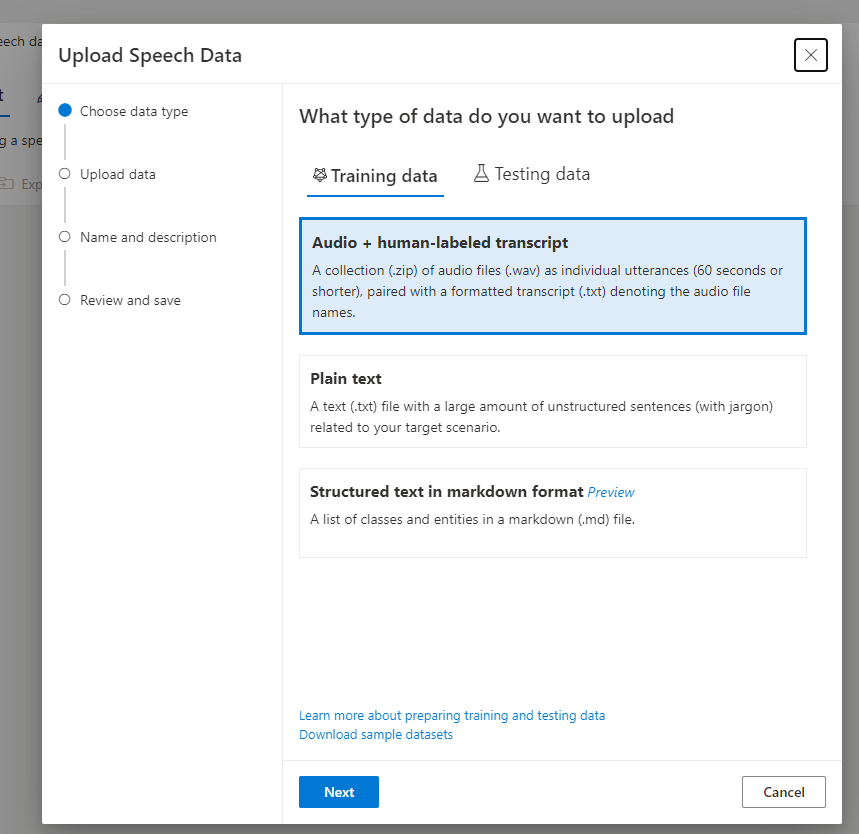 Upload Speech Data
Choose data type
Upload data
Name and description
Review and save
What type of data do you want to upload
Training data
Testing data
Audio + human-labeled transcript
A collection (.zip) of audio files (.wav) as individual utterances (60 seconds or
shorter), paired with a formatted transcript (.txt) denoting the audio file
names.
Plain text
A text (.txt) file with a large amount of unstructured sentences (with jargon)
related to your target scenario.
Structured text in markdown format Preview
A list of classes and entities in a markdown (.md) file.
Learn more about preparing training and testing data
Download sample datasets
Next
Cancel